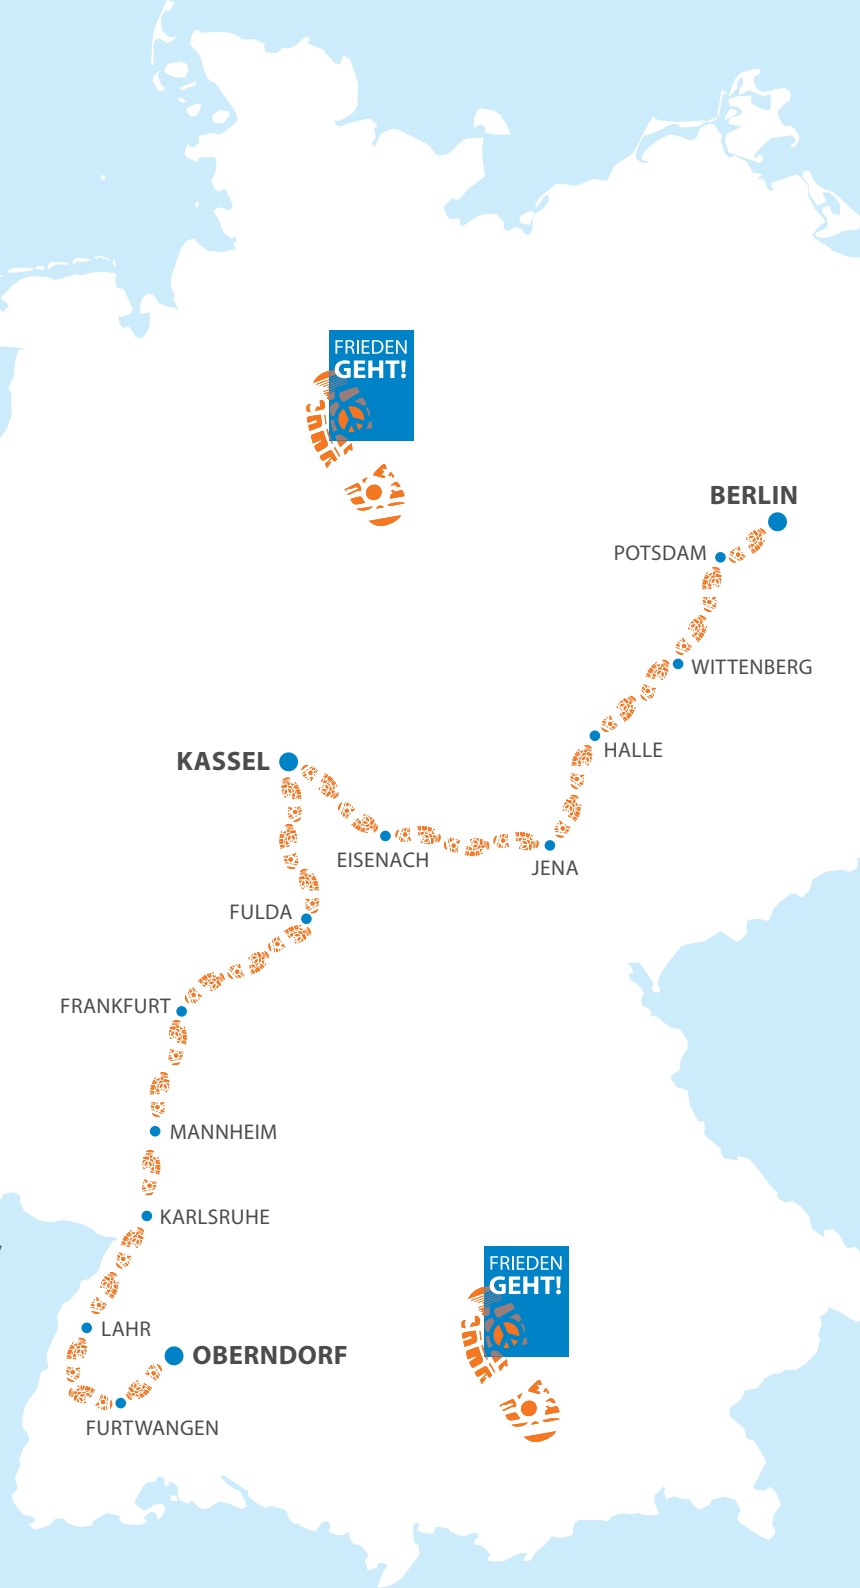 FRIEDEN
GEHT!
BERLIN
POTSDAM
WITTENBERG
HALLE
KASSEL
EISENACH
JENA
FULDA
FRANKFURT
MANNHEIM
KARLSRUHE
FRIEDEN
GEHT!
LAHR
OBERNDORF
FURTWANGEN